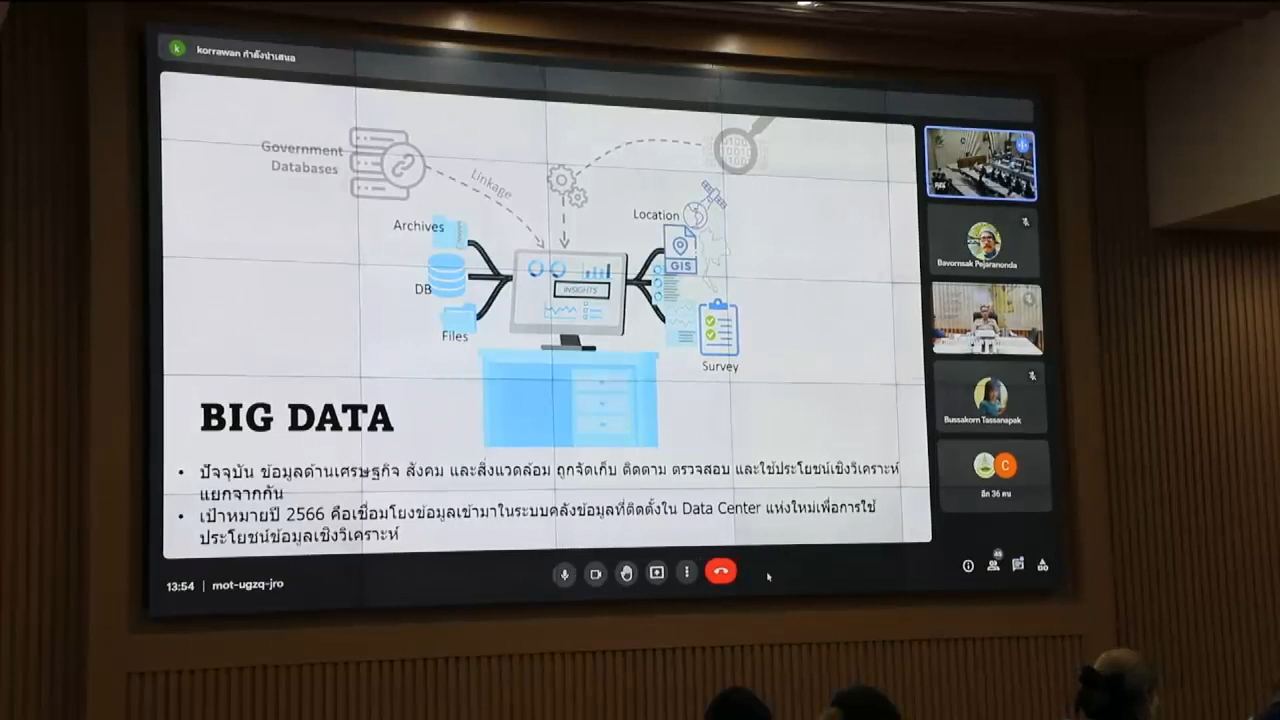 k
korrawan กำลังนำเสนอ
Government
Databases
Linkage
Archives
DB
Files
INSIGHTS
Location
GIS
Survey
BIG DATA
• ปัจจุบัน ข้อมูลด้านเศรษฐกิจ สังคม และสิ่งแวดล้อม ถูกจัดเก็บ ติดตาม ตรวจสอบ และใช้ประโยชน์เชิงวิเคราะห์
แยกจากกัน
• เป้าหมายปี 2566 คือเชื่อมโยงข้อมูลเข้ามาในระบบคลังข้อมูลที่ติดตั้งใน Data Center แห่งใหม่เพื่อการใช้
ประโยชน์ข้อมูลเชิงวิเคราะห์
Bavornsak Pejaranonda
Bussakorn Tassanapak
C
อีก 36 คน
13:54 | mot-ugzq-jro